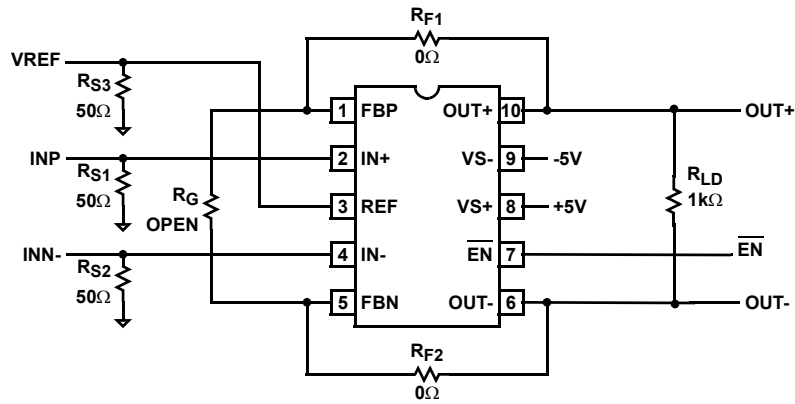 RF1
0Ω
VREF
RS3
50Ω
1 FBP OUT+ 10 OUT+
INP 2 IN+ VS- 9 -5V
RS1
50Ω
RG
OPEN
RLD
1kΩ
3 REF VS+ 8 +5V
INN- 4 IN- EN 7 EN
RS2
50Ω
5 FBN OUT- 6 OUT-
RF2
0Ω